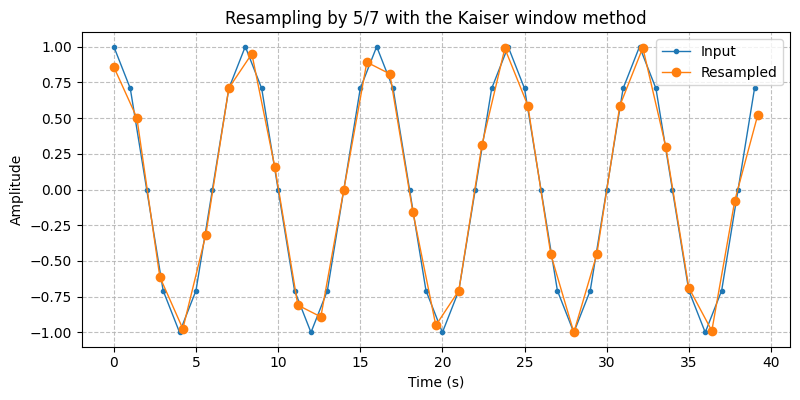 Resampling by 5/7 with the Kaiser window method
Input
Resampled
Amplitude
1.00
0.75
0.50
0.25
0.00
−0.25
−0.50
−0.75
−1.00
0 5 10 15 20 25 30 35 40
Time (s)